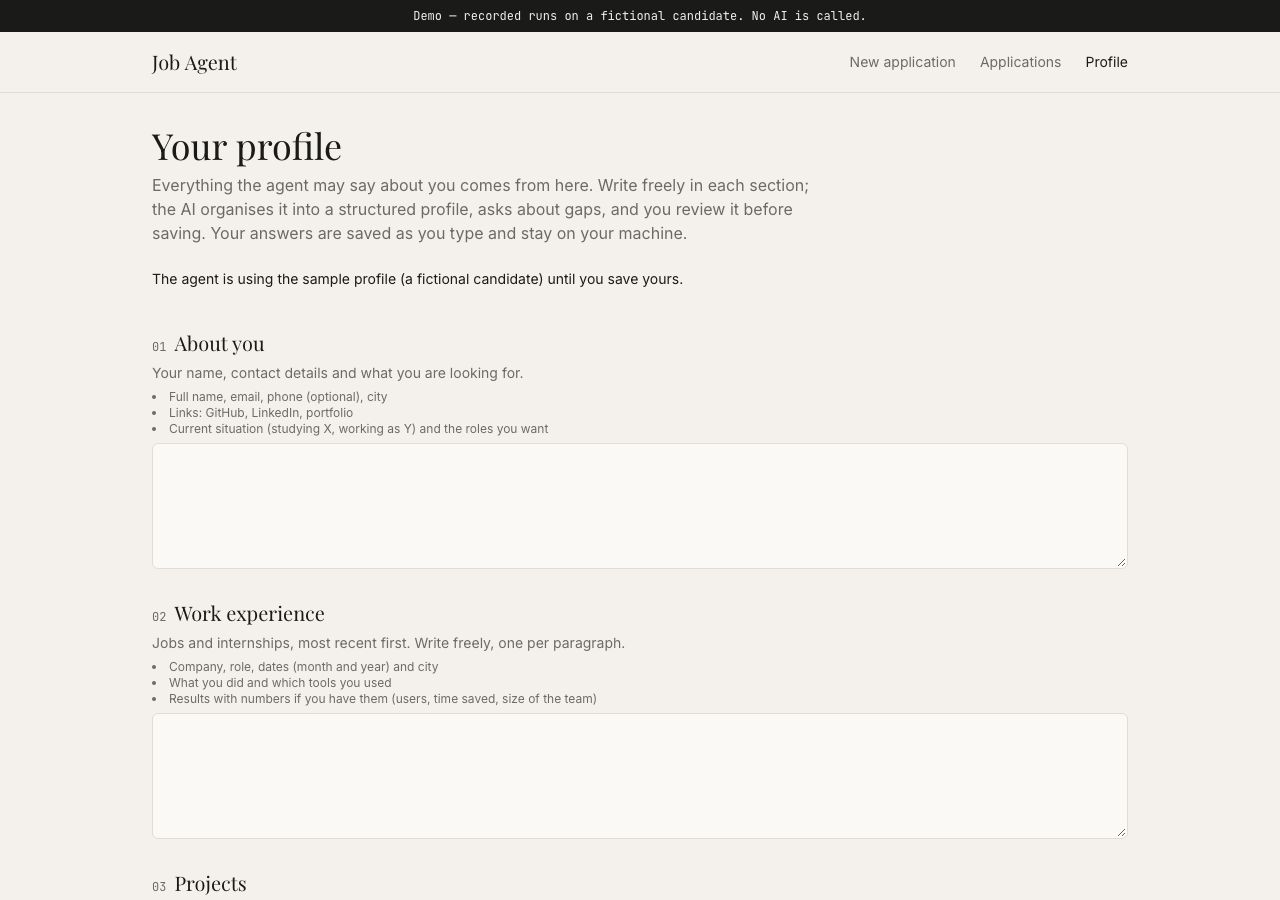 Demo — recorded runs on a fictional candidate. No AI is called.
Job Agent
New application
Applications
Profile
Your profile
Everything the agent may say about you comes from here. Write freely in each section;
the AI organises it into a structured profile, asks about gaps, and you review it before
saving. Your answers are saved as you type and stay on your machine.
The agent is using the sample profile (a fictional candidate) until you save yours.
01 About you
Your name, contact details and what you are looking for.
• Full name, email, phone (optional), city
• Links: GitHub, LinkedIn, portfolio
• Current situation (studying X, working as Y) and the roles you want
02 Work experience
Jobs and internships, most recent first. Write freely, one per paragraph.
• Company, role, dates (month and year) and city
• What you did and which tools you used
• Results with numbers if you have them (users, time saved, size of the team)
03 Projects